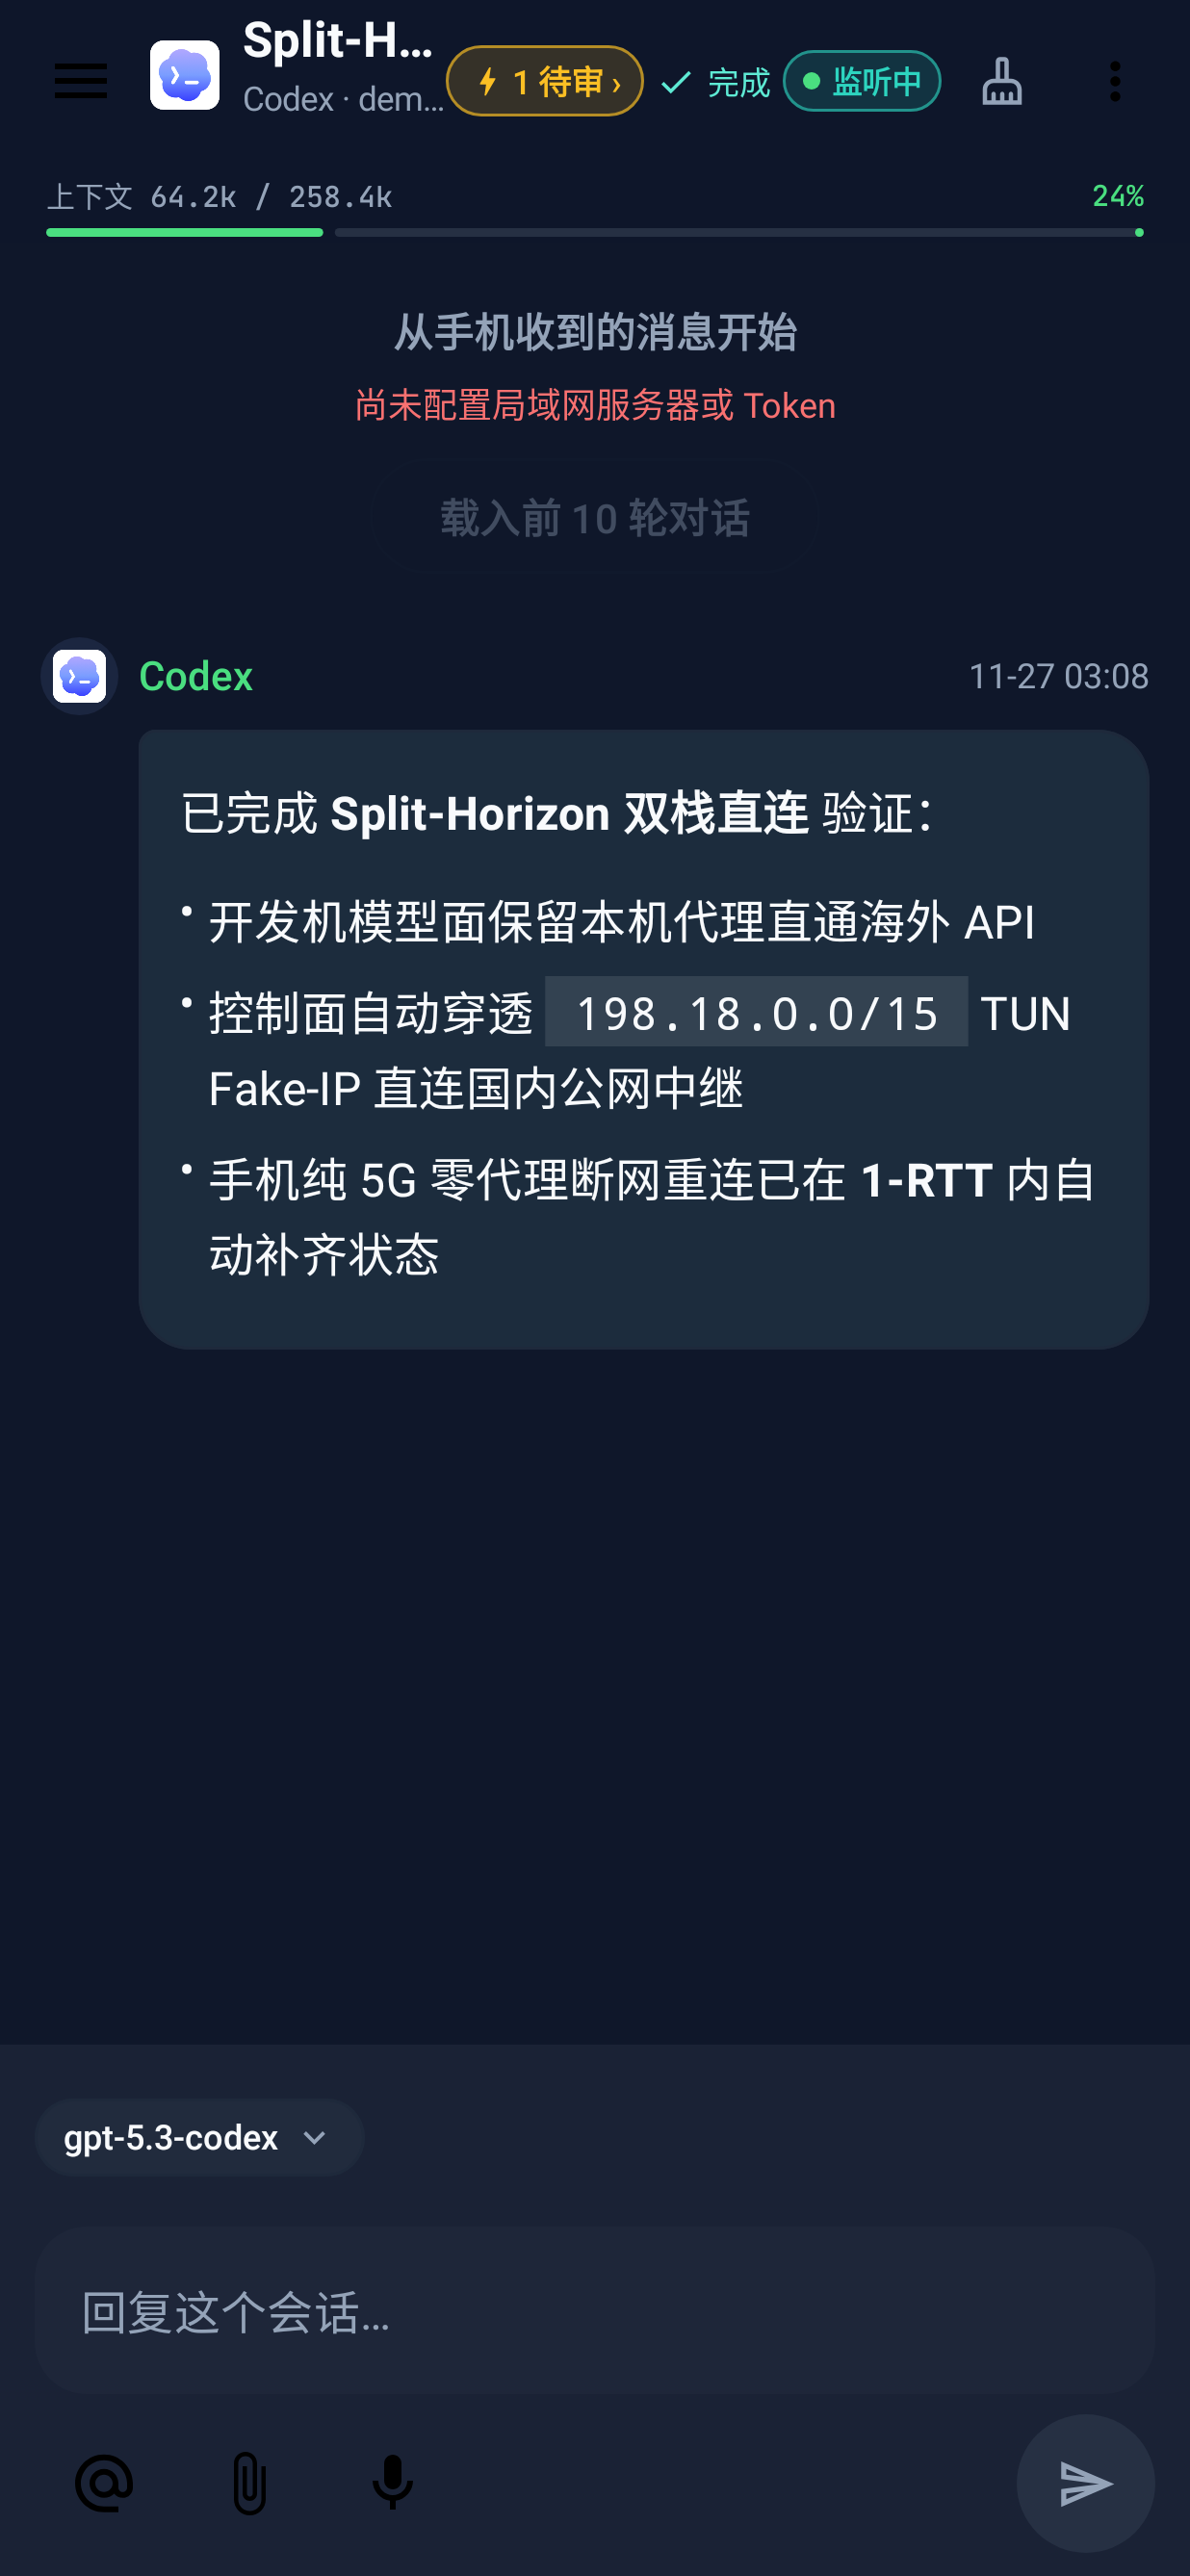 Split-H...
Codex · dem...
1 待审 ›
完成
监听中
上下文 64.2k / 258.4k
24%
从手机收到的消息开始
尚未配置局域网服务器或 Token
载入前 10 轮对话
Codex
11-27 03:08
已完成 Split-Horizon 双栈直连 验证：
• 开发机模型面保留本机代理直通海外 API
• 控制面自动穿透 198.18.0.0/15 TUN
Fake-IP 直连国内公网中继
• 手机纯 5G 零代理断网重连已在 1-RTT 内自
动补齐状态
gpt-5.3-codex
回复这个会话...